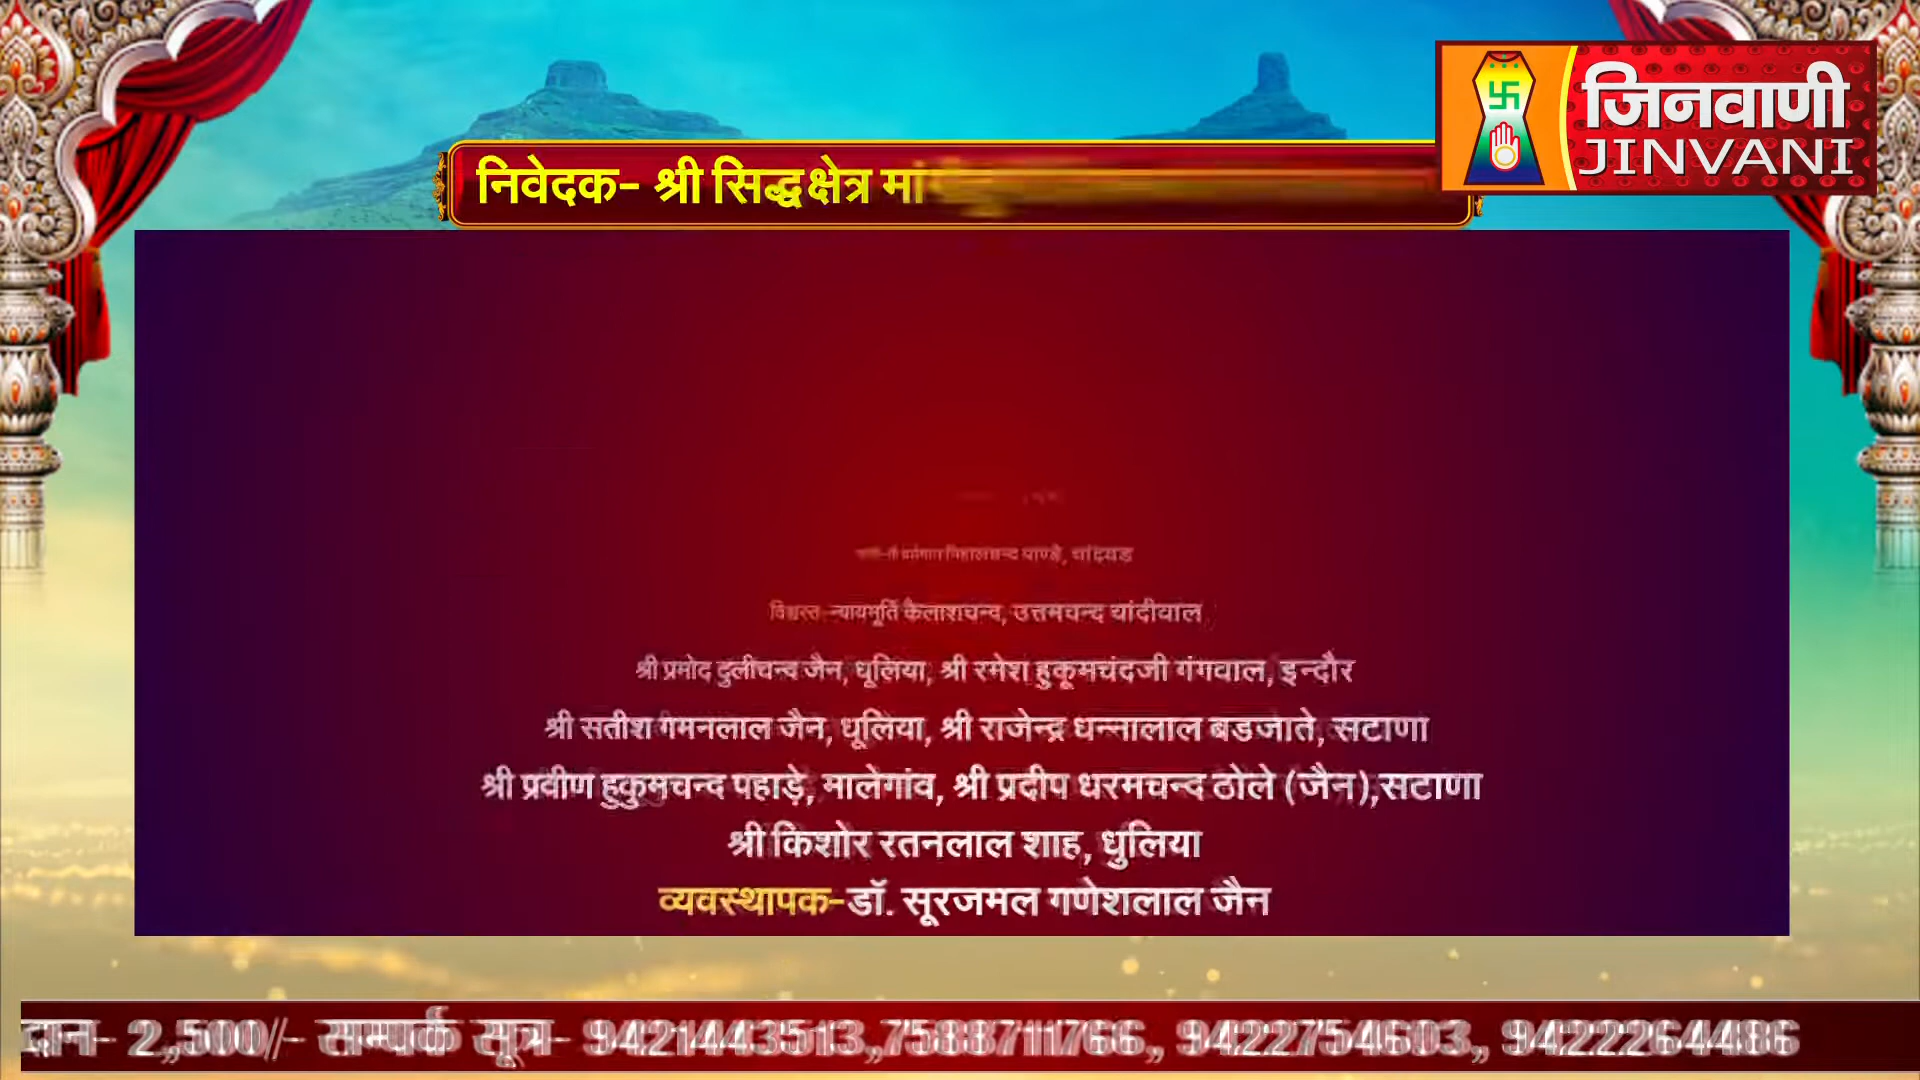 जिनवाणी
JINVANI
निवेदक- श्री सिद्धक्षेत्र
पाण्डे, चांदवड
विश्वस्त-न्यायमूर्ति कैलाशचन्द, उत्तमचन्द चांदीवाल,
श्री प्रमोद दुलीचन्द जैन, धूलिया, श्री रमेश हुकूमचंदजी गंगवाल, इन्दौर
श्री सतीश गमनलाल जैन, धूलिया, श्री राजेन्द्र धन्नालाल बडजाते, सटाणा
श्री प्रवीण हुकुमचन्द पहाड़े, मालेगांव, श्री प्रदीप धरमचन्द ठोले (जैन),सटाणा
श्री किशोर रतनलाल शाह, धुलिया
व्यवस्थापक-डॉ. सूरजमल गणेशलाल जैन
दान- 2,500/- सम्पर्क सूत्र- 9421443513,7588711766, 9422754603, 9422264486